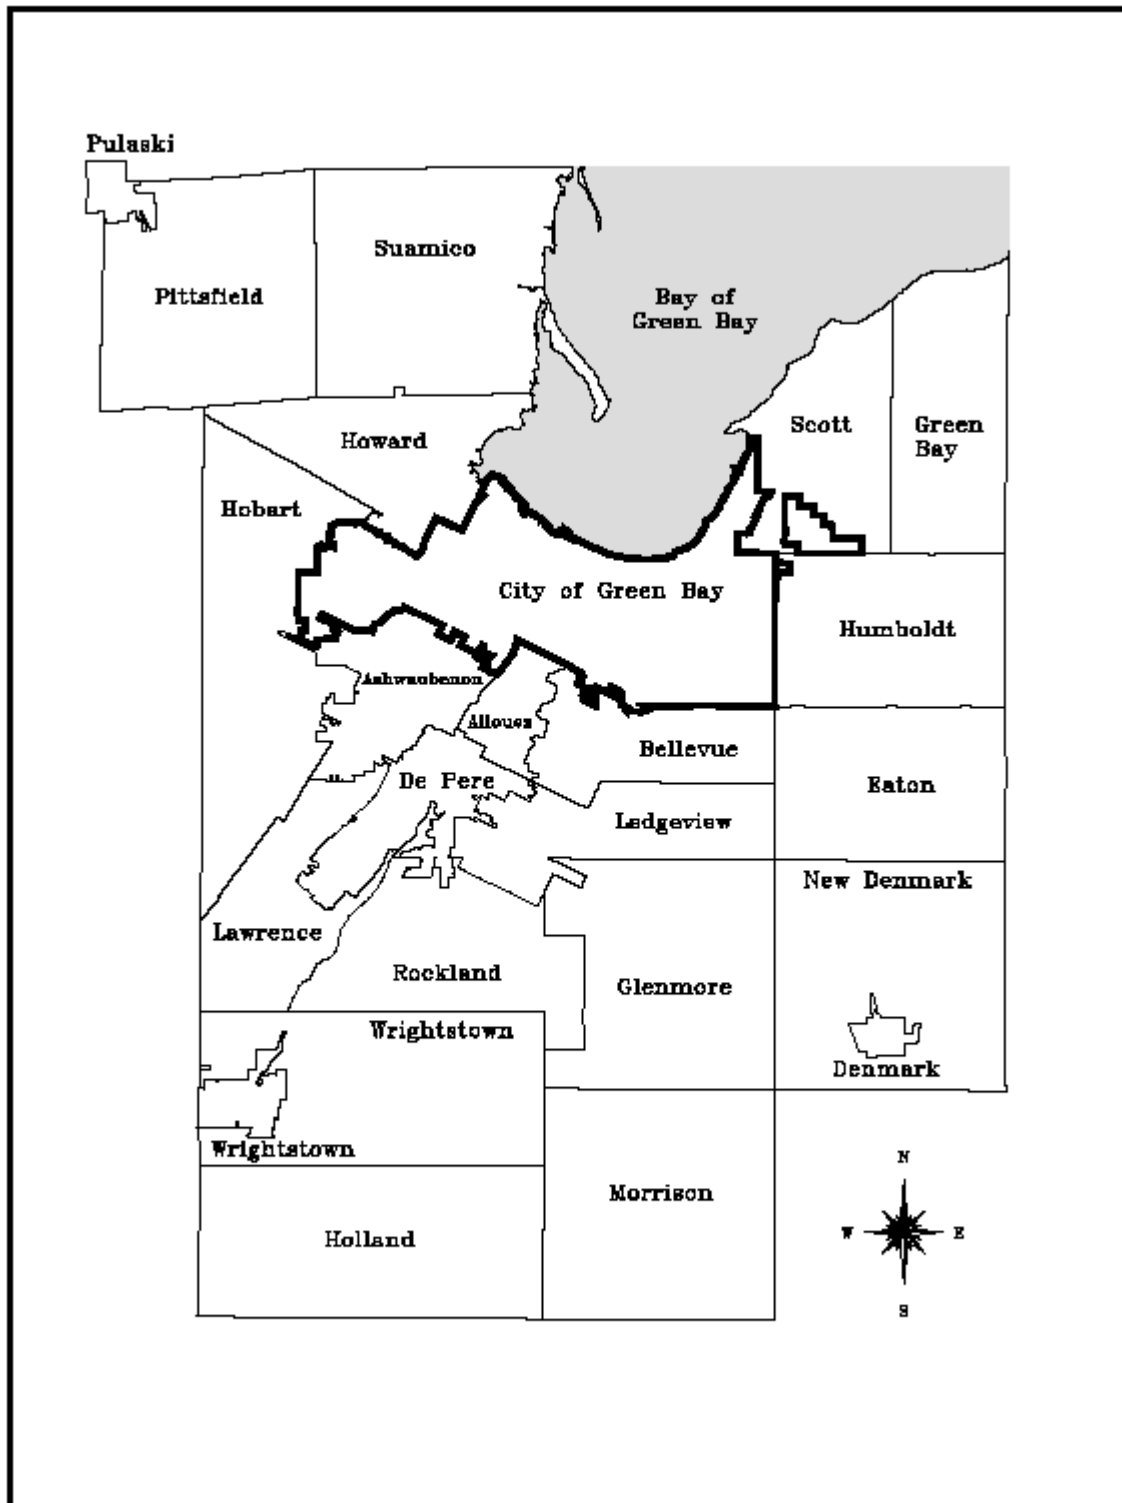 Pulaski
Suamico
Pittsfield
Bay of
Green Bay
Scott
Green
Bay
Howard
Hobart
City of Green Bay
Humboldt
Ashwaubenon
Allouez
Bellevue
De Pere
Eaton
Ledgeview
New Denmark
Lawrence
Rockland
Glenmore
Wrightstown
Denmark
Wrightstown
N
Morrison
W
E
Holland
S